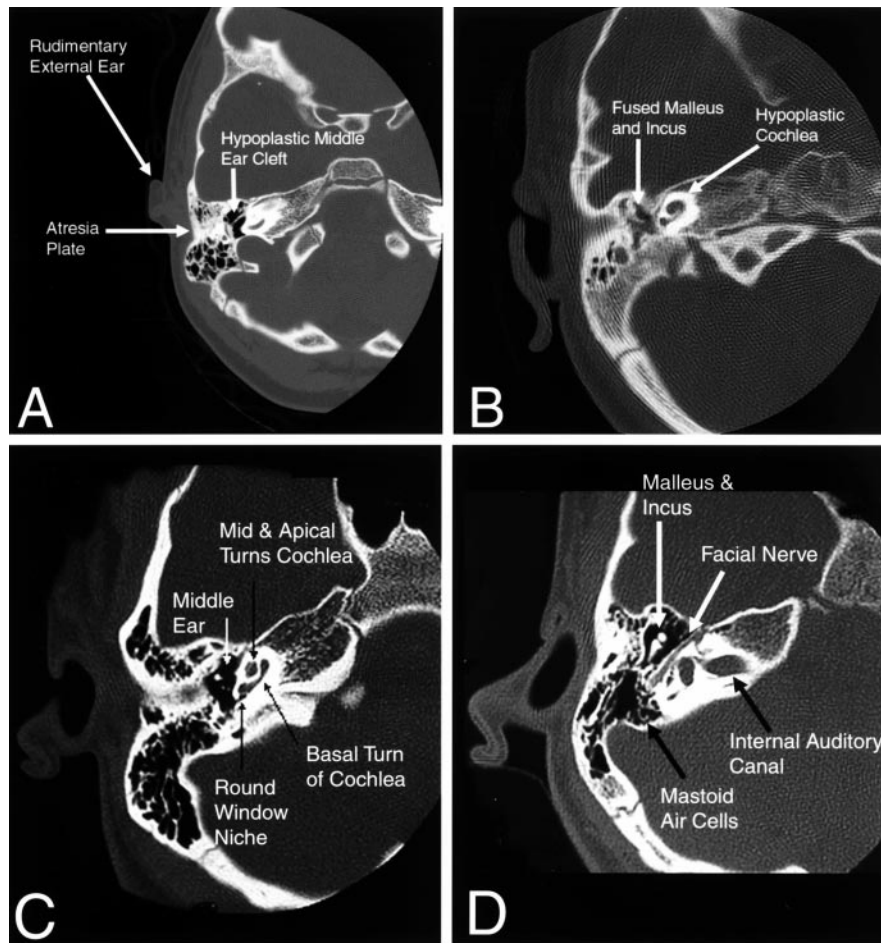 Rudimentary
External Ear
Hypoplastic Middle
Ear Cleft
Atresia
Plate
A
Fused Malleus
and Incus
Hypoplastic
Cochlea
B
Mid & Apical
Turns Cochlea
Middle
Ear
Basal Turn
of Cochlea
Round
Window
Niche
C
Malleus &
Incus
Facial Nerve
Internal Auditory
Canal
Mastoid
Air Cells
D